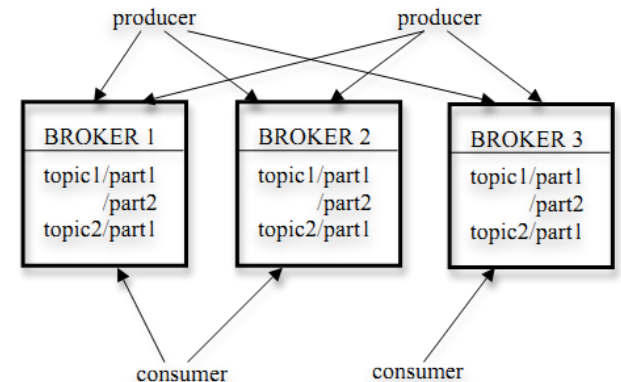 producer
producer
BROKER 1
topic1/part1
/part2
topic2/part1
BROKER 2
topic1/part1
/part2
topic2/part1
BROKER 3
topic1/part1
/part2
topic2/part1
consumer
consumer